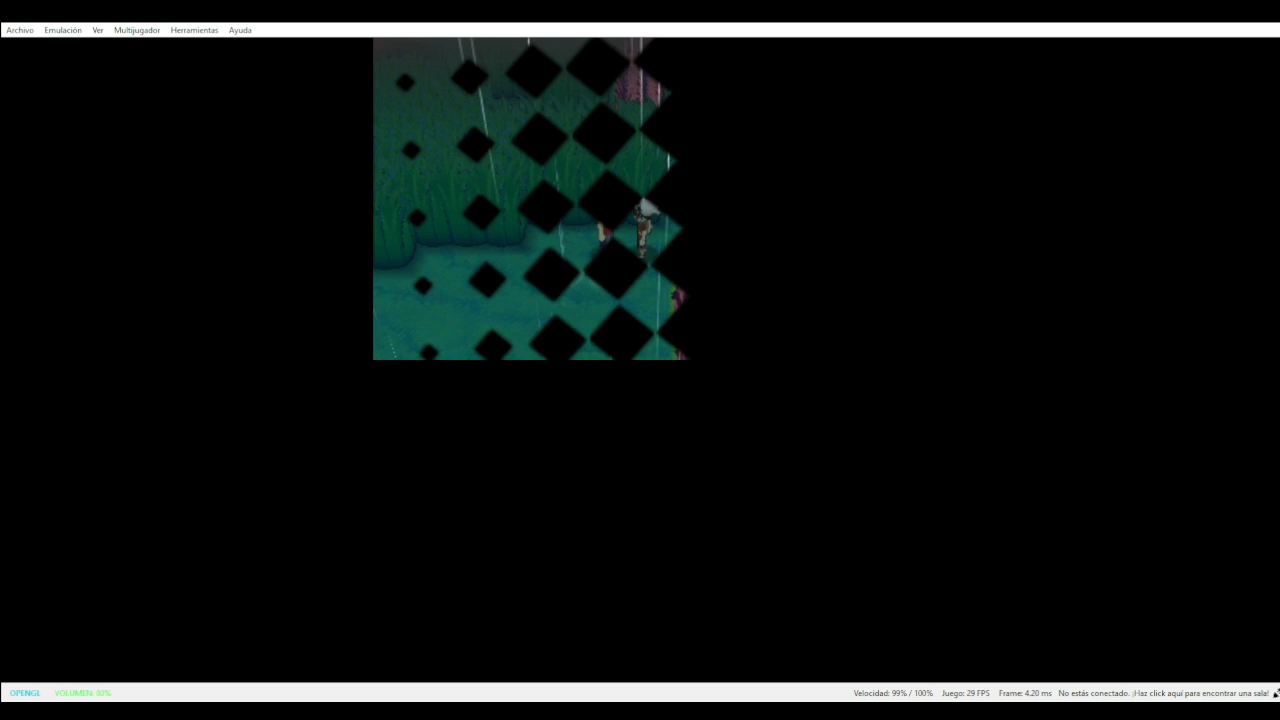 Archivo Emulación Ver Multijugador Herramientas Ayuda
OPENGL VOLUMEN: 80% Velocidad: 99% / 100% Juego: 29 FPS Frame: 4.20 ms No estás conectado. ¡Haz click aquí para encontrar una sala!